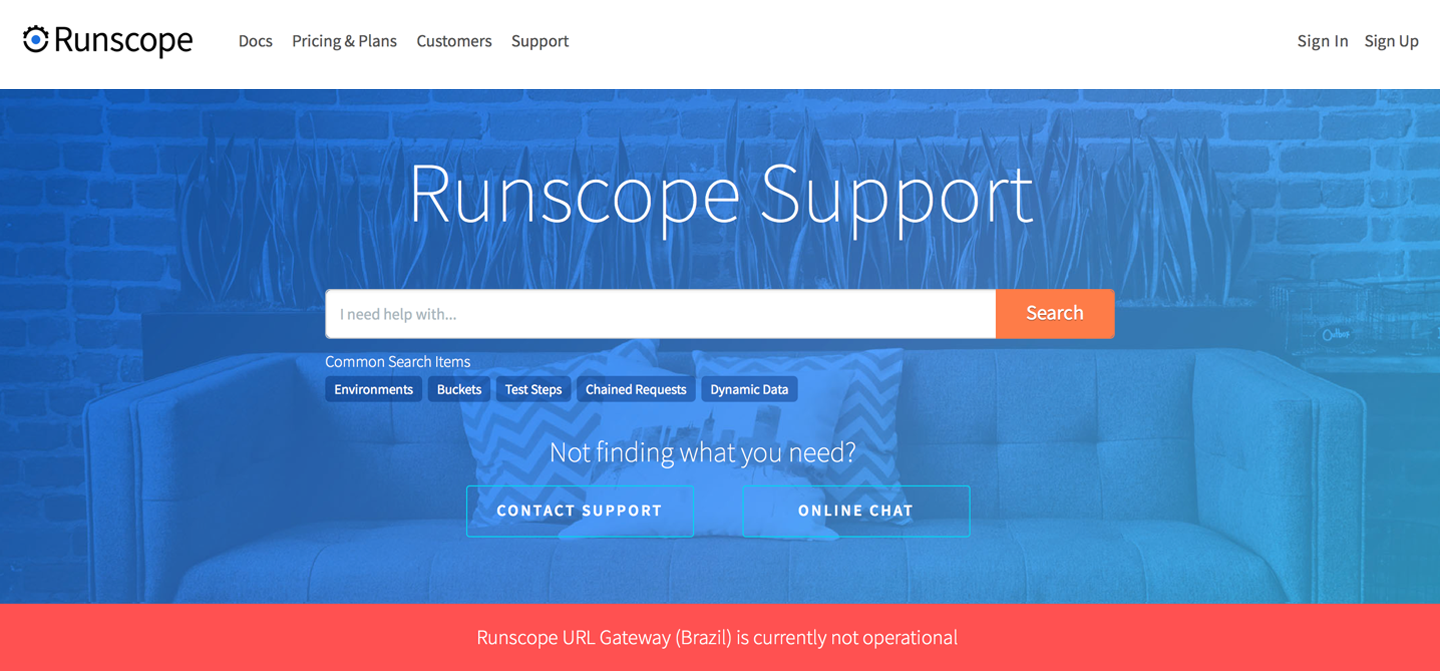 Runscope Docs Pricing & Plans Customers Support Sign In Sign Up
Runscope Support
I need help with... Search
Common Search Items
Environments Buckets Test Steps Chained Requests Dynamic Data
Not finding what you need?
CONTACT SUPPORT ONLINE CHAT
Runscope URL Gateway (Brazil) is currently not operational